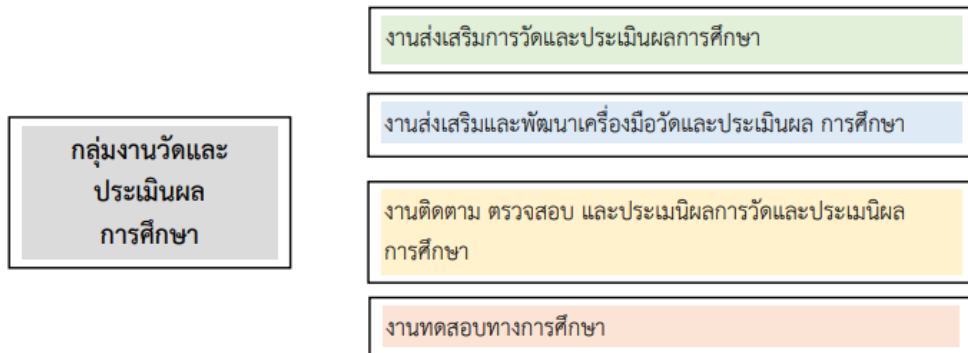 งานส่งเสริมการวัดและประเมินผลการศึกษา
งานส่งเสริมและพัฒนาเครื่องมือวัดและประเมินผล การศึกษา
กลุ่มงานวัดและ
ประเมินผล
การศึกษา
งานติดตาม ตรวจสอบ และประเมนิผลการวัดและประเมนิผล
การศึกษา
งานทดสอบทางการศึกษา